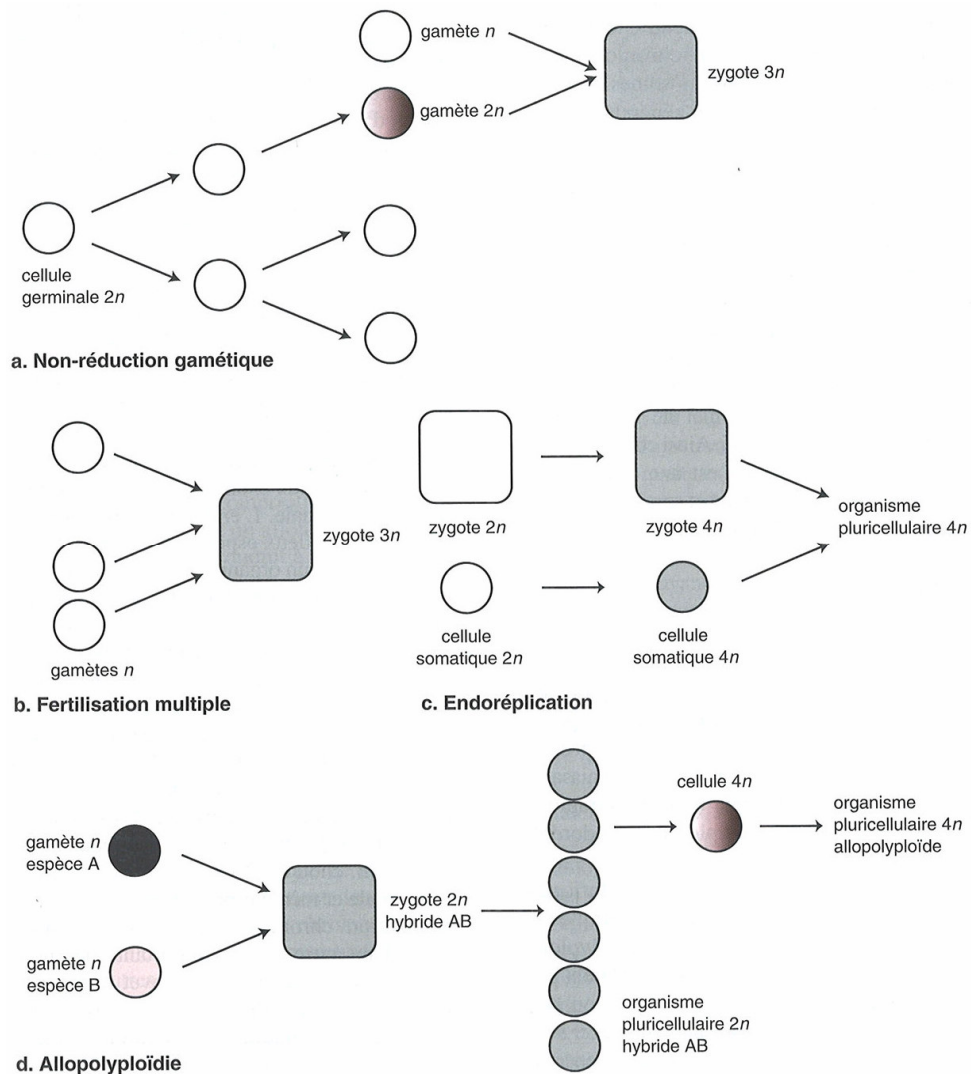 gamète n
zygote 3n
gamète 2n
cellule
germinale 2n
a. Non-réduction gamétique
zygote 3n
gamètes n
b. Fertilisation multiple
zygote 2n
zygote 4n
organisme
pluricellulaire 4n
cellule
somatique 2n
cellule
somatique 4n
c. Endoréplication
gamète n
espèce A
gamète n
espèce B
zygote 2n
hybride AB
cellule 4n
organisme
pluricellulaire 4n
allopolyploïde
organisme
pluricellulaire 2n
hybride AB
d. Allopolyploïdie